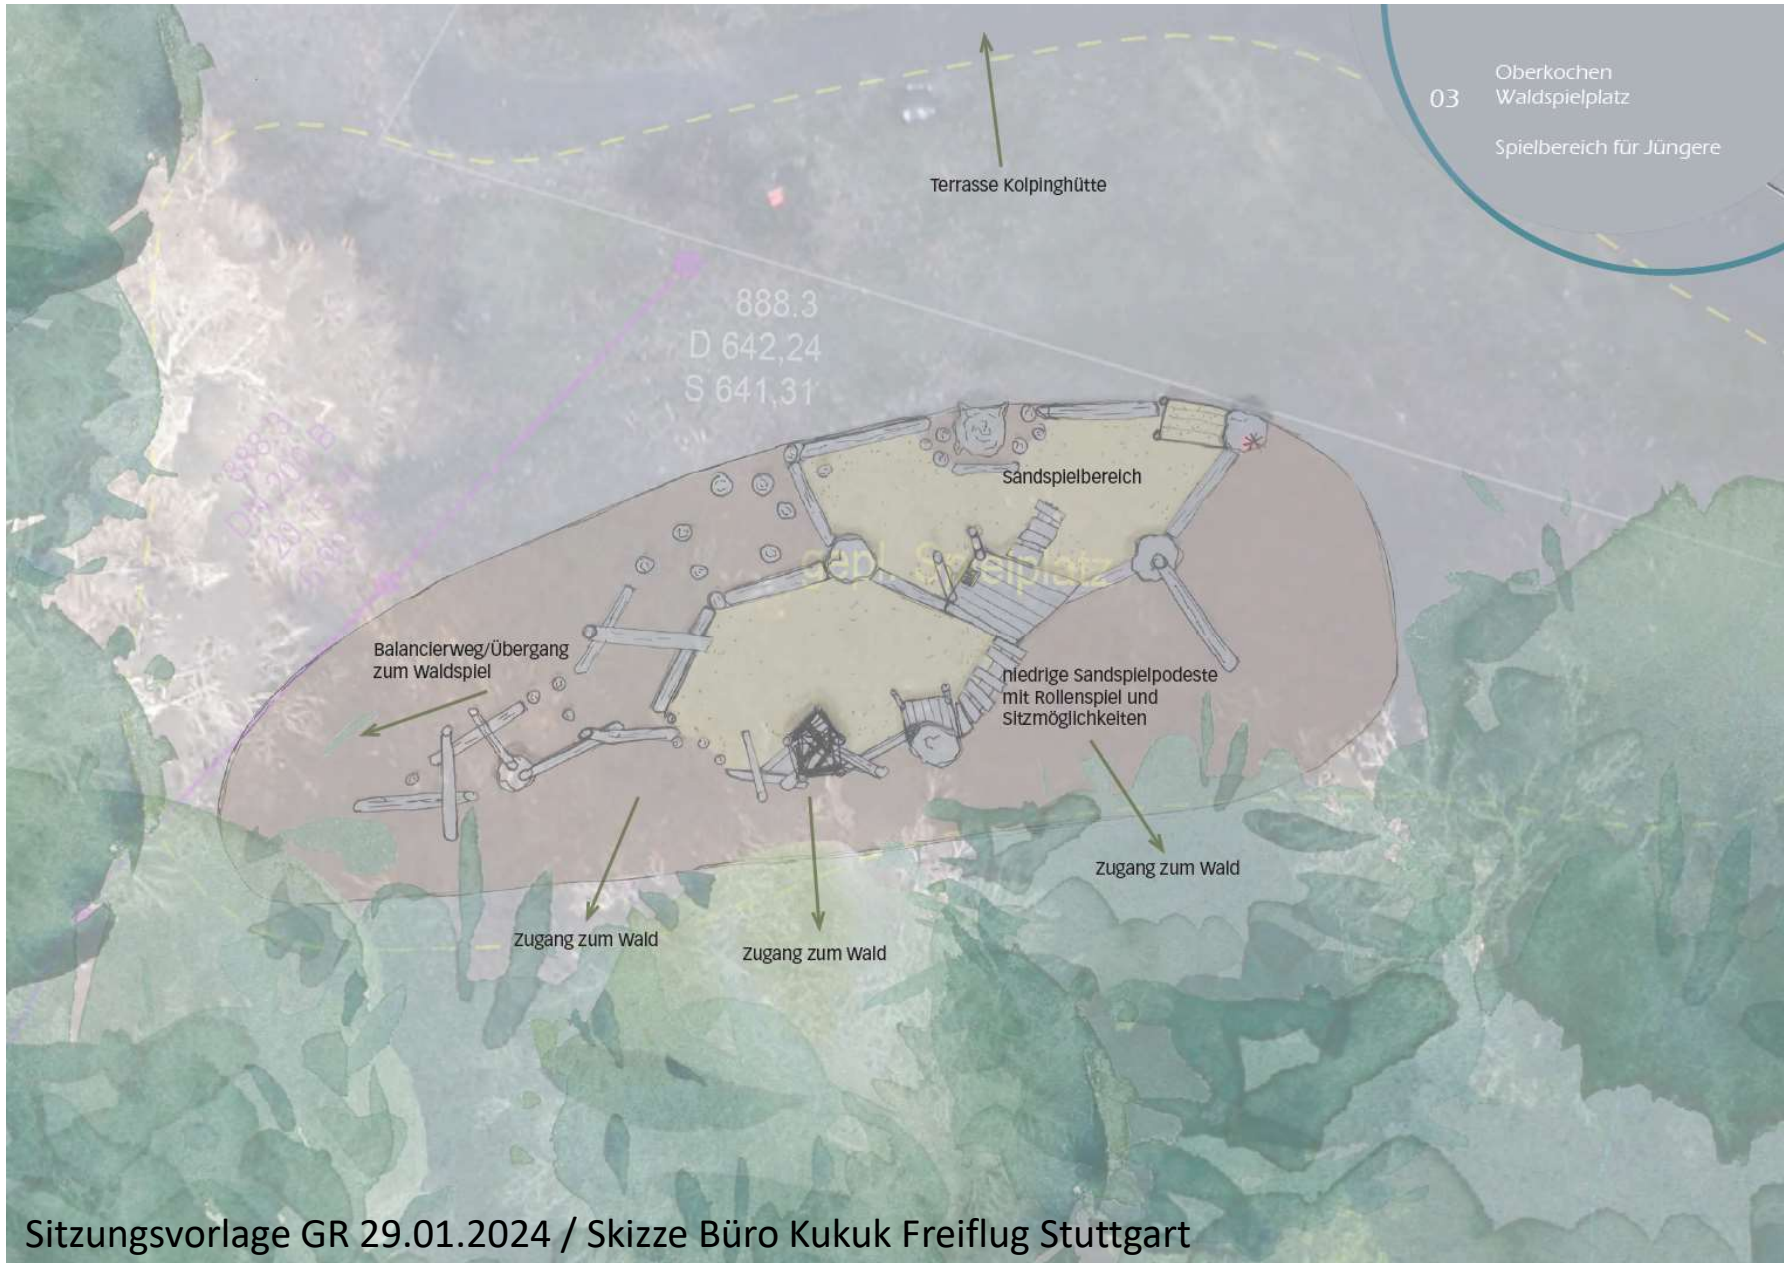 Oberkochen
03 Waldspielplatz
Spielbereich für Jüngere
Terrasse Kolpinghütte
888.3
D 642,24
S 641,31
888.3
Sandspielbereich
gepl. Spielplatz
Balancierweg/Übergang
zum Waldspiel
niedrige Sandspielpodeste
mit Rollenspiel und
Sitzmöglichkeiten
Zugang zum Wald
Zugang zum Wald
Zugang zum Wald
Sitzungsvorlage GR 29.01.2024 / Skizze Büro Kukuk Freiflug Stuttgart